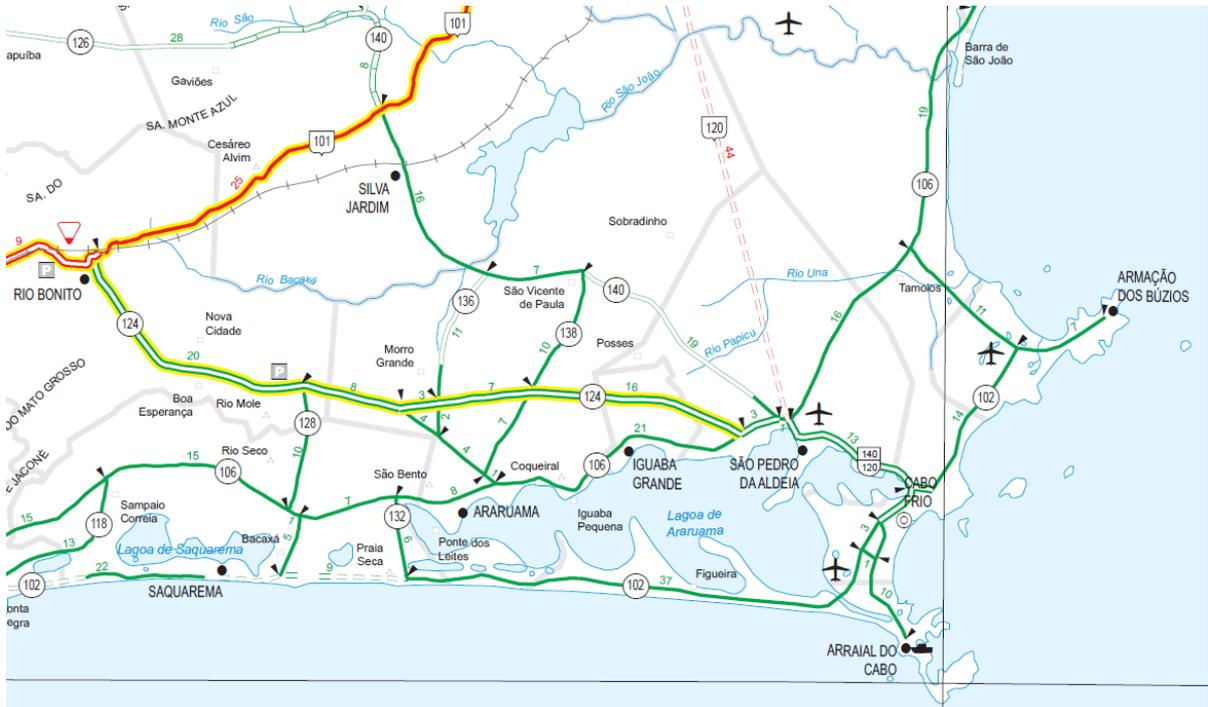 S.
Rio São
101
126
28
140
apuíba
8
Gaviões
Barra de
São João
SA. MONTE AZUL
Rio São João
19
101
120
Cesáreo
Alvim
44
SA. DO
25
SILVA
JARDIM
16
106
Sobradinho
9
P
RIO BONITO
Rio Bacaxá
7
136
São Vicente
de Paula
140
Rio Una
Tamoios
ARMAÇÃO
DOS BÚZIOS
124
Nova
Cidade
11
138
16
11
7
19
Rio Papicu
Morro
Grande
10
Posses
20
P
DO MATO GROSSO
8
3
7
16
124
102
14
Boa
Esperança
Rio Mole
128
4
2
7
3
1
13
21
140
120
E JACONÉ
Rio Seco
10
4
15
106
São Bento
Coqueiral
106
IGUABA
GRANDE
SÃO PEDRO
DA ALDEIA
CABO
FRIO
8
1
7
Sampaio
Correia
15
118
1
132
ARARUAMA
Iguaba
Pequena
Lagoa de
Araruama
3
13
Lagoa de Saquarema
Bacaxá
5
Praia
Seca
6
Ponte dos
Leites
1
102
22
9
Figueira
SAQUAREMA
102
37
10
onta
egra
ARRAIAL DO
CABO